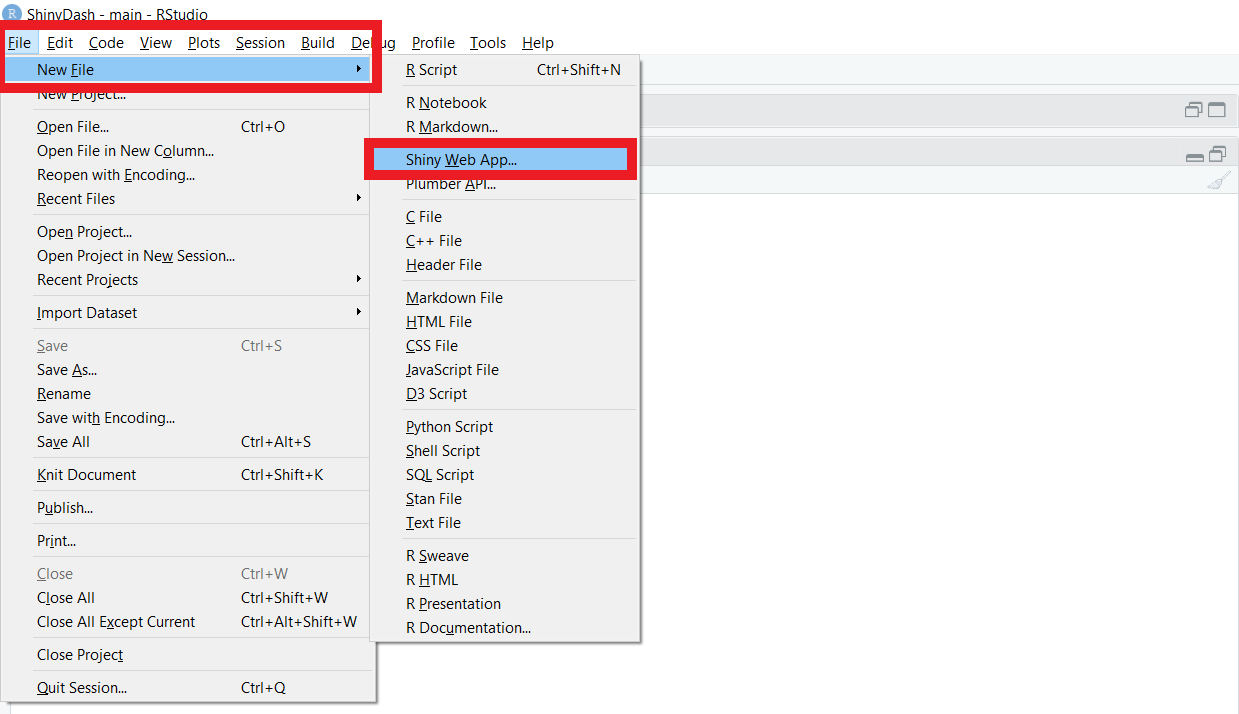 R ShinyDash - main - RStudio
File Edit Code View Plots Session Build Debug Profile Tools Help
New File
New Project...
Open File... Ctrl+O
Open File in New Column...
Reopen with Encoding...
Recent Files
Open Project...
Open Project in New Session...
Recent Projects
Import Dataset
Save Ctrl+S
Save As...
Rename
Save with Encoding...
Save All Ctrl+Alt+S
Knit Document Ctrl+Shift+K
Publish...
Print...
Close Ctrl+W
Close All Ctrl+Shift+W
Close All Except Current Ctrl+Alt+Shift+W
Close Project
Quit Session... Ctrl+Q
R Script Ctrl+Shift+N
R Notebook
R Markdown...
Shiny Web App...
Plumber API...
C File
C++ File
Header File
Markdown File
HTML File
CSS File
JavaScript File
D3 Script
Python Script
Shell Script
SQL Script
Stan File
Text File
R Sweave
R HTML
R Presentation
R Documentation...